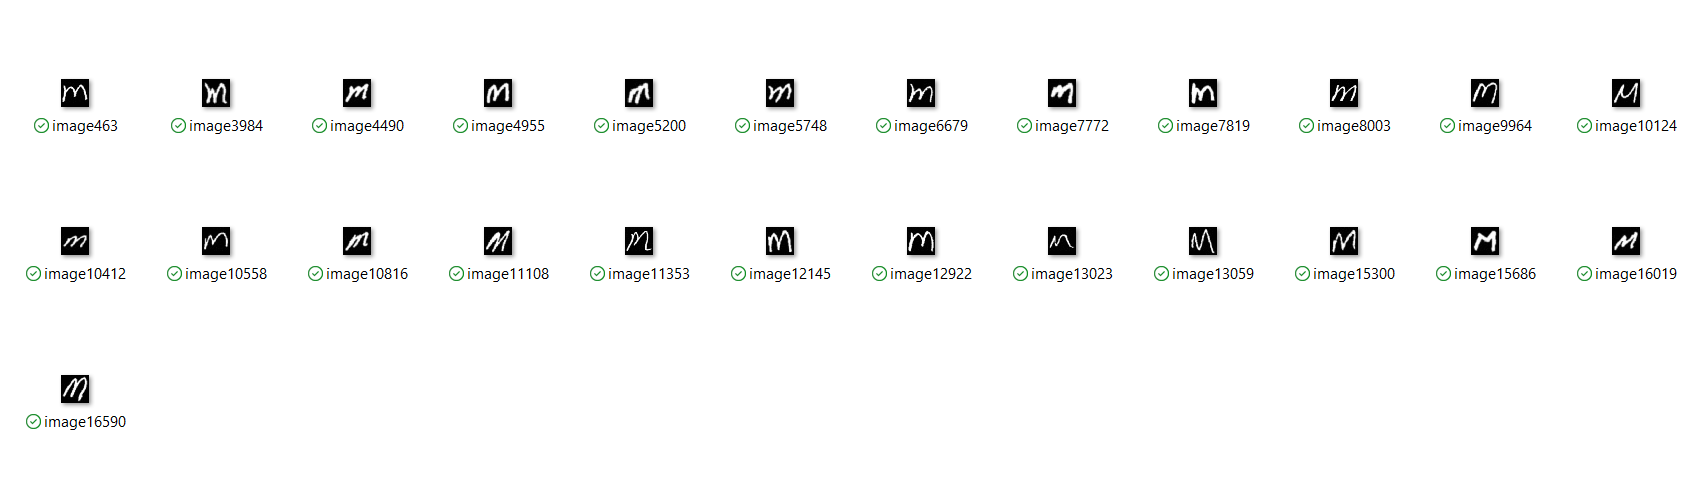 m m m m m m m m m m m M
image463 image3984 image4490 image4955 image5200 image5748 image6679 image7772 image7819 image8003 image9964 image10124
m m m m m m m m M M M m
image10412 image10558 image10816 image11108 image11353 image12145 image12922 image13023 image13059 image15300 image15686 image16019
m
image16590